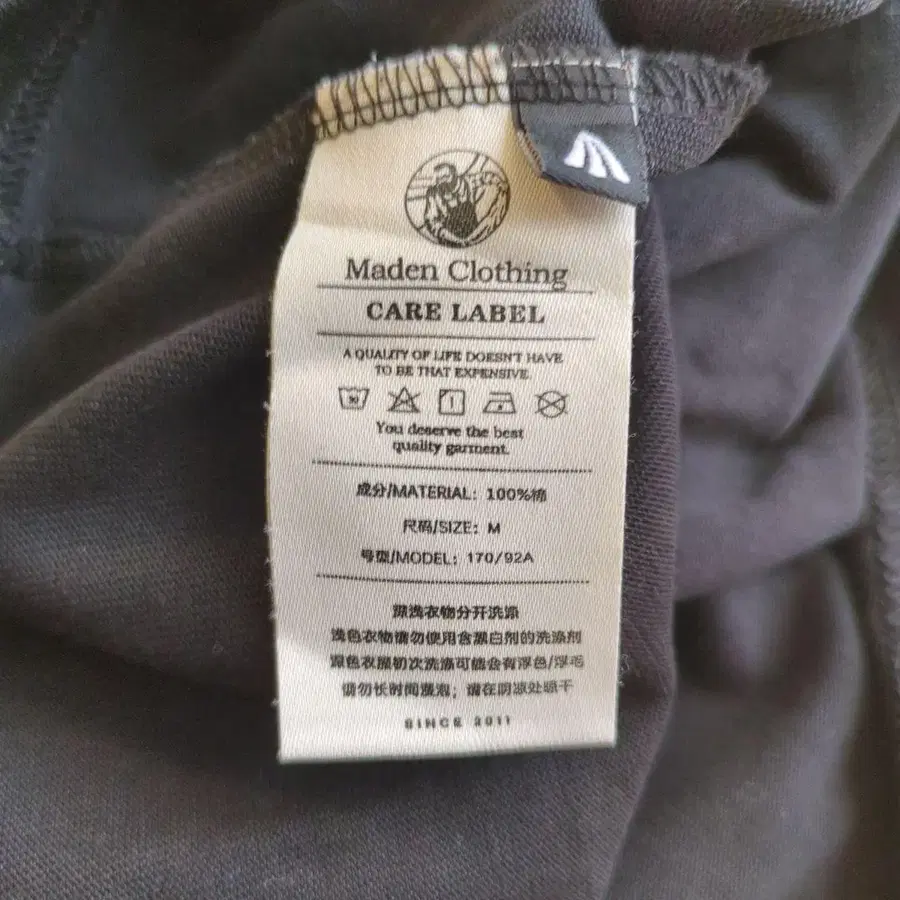 Maden Clothing
CARE LABEL
A QUALITY OF LIFE DOESN'T HAVE
TO BE THAT EXPENSIVE.
You deserve the best
quality garment.
成分/MATERIAL: 100%棉
尺码/SIZE: M
号型/MODEL: 170/92A
深浅衣物分开洗涤
浅色衣物请勿使用含漂白剂的洗涤剂
深色衣服初次洗涤可能会有浮色/浮毛
请勿长时间浸泡; 请在阴凉处晾干
SINCE 2011